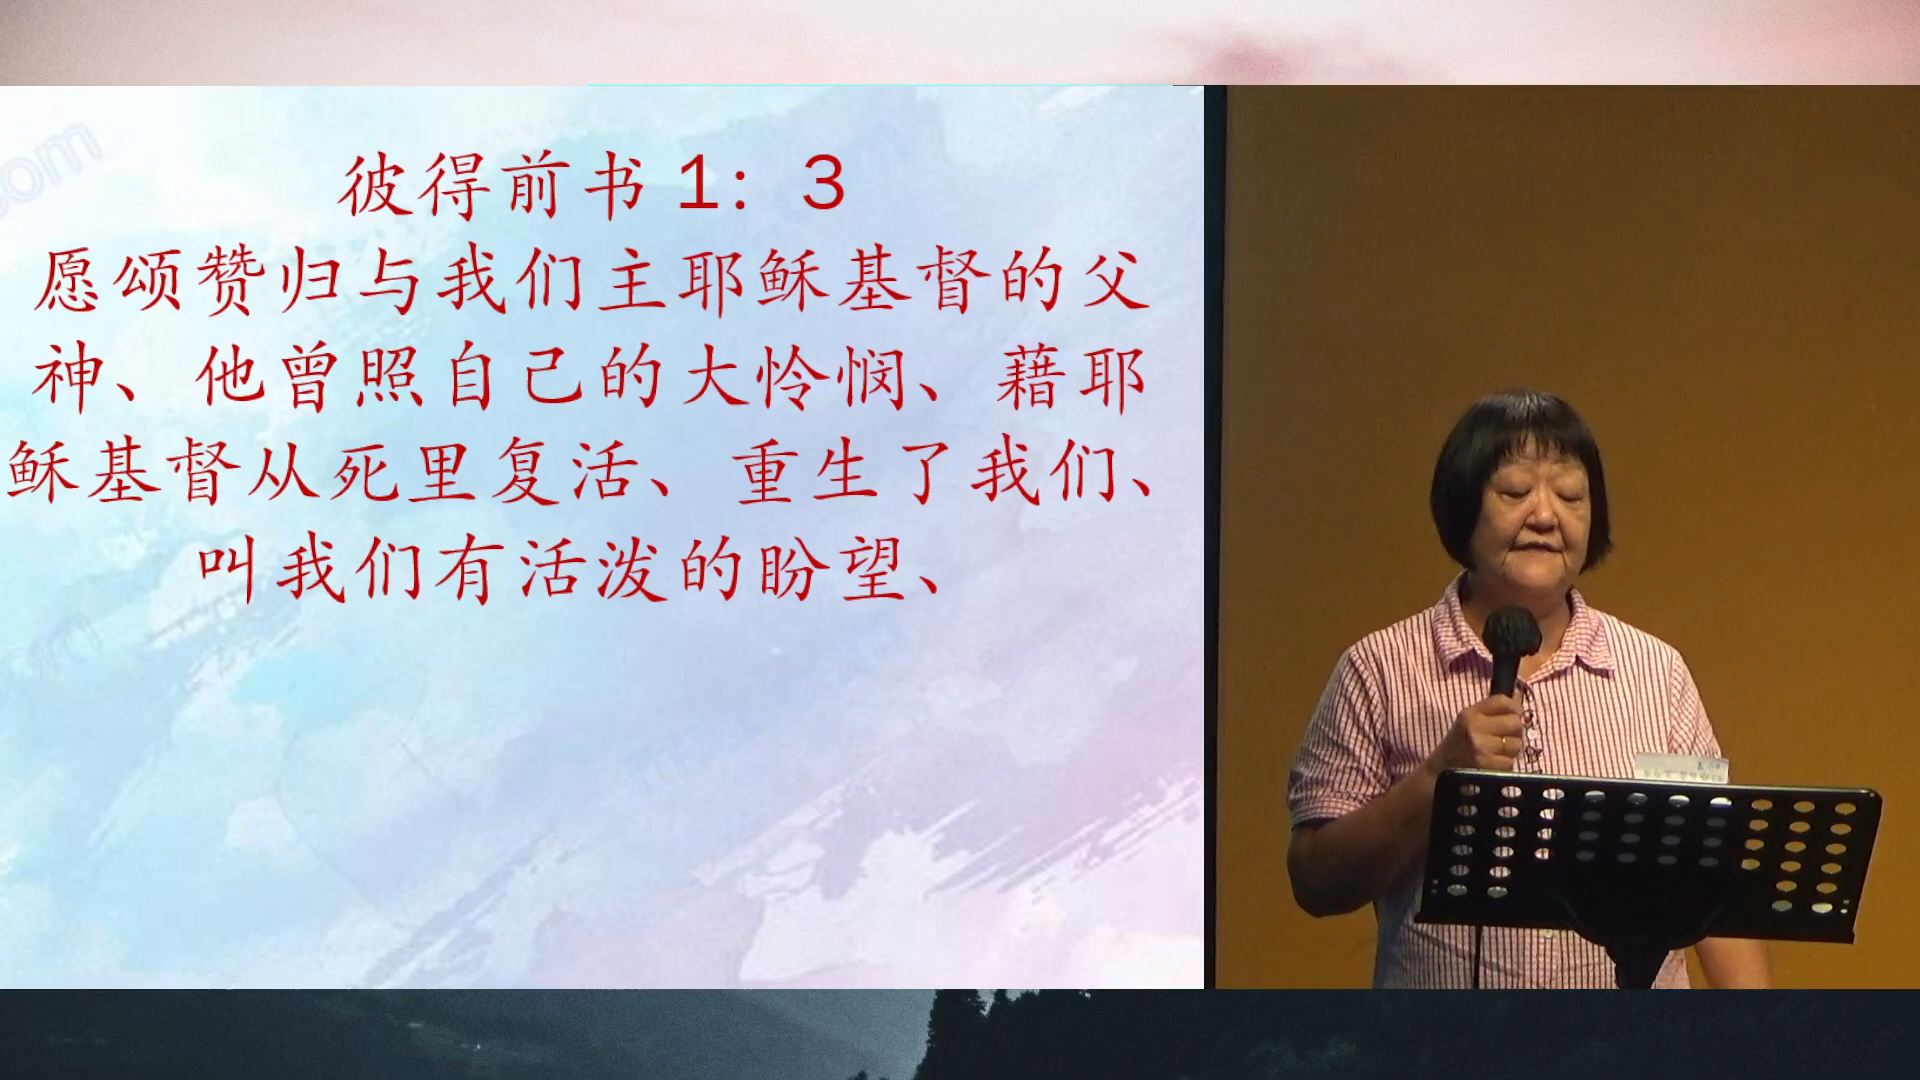 彼得前书 1：3
愿颂赞归与我们主耶稣基督的父
神、他曾照自己的大怜悯、藉耶
稣基督从死里复活、重生了我们、
叫我们有活泼的盼望、